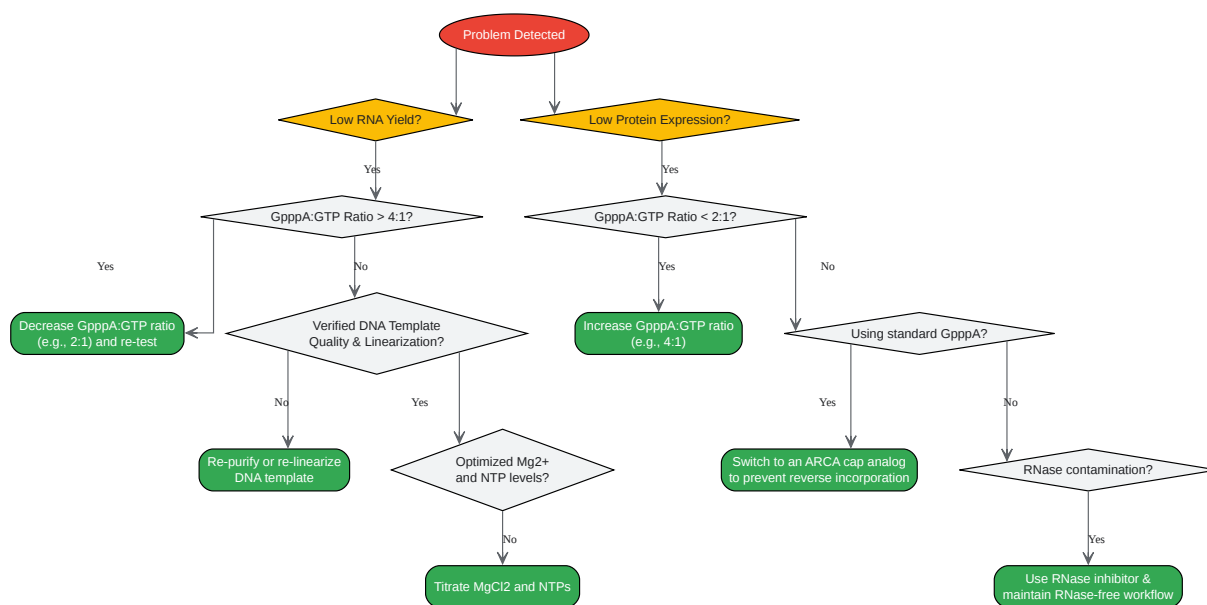 Problem Detected
Low RNA Yield?
Low Protein Expression?
Yes
Yes
GpppA:GTP Ratio > 4:1?
GpppA:GTP Ratio < 2:1?
Yes
No
Yes
No
Decrease GpppA:GTP ratio
(e.g., 2:1) and re-test
Verified DNA Template
Quality & Linearization?
Increase GpppA:GTP ratio
(e.g., 4:1)
Using standard GpppA?
No
Yes
Yes
No
Re-purify or re-linearize
DNA template
Optimized Mg2+
and NTP levels?
Switch to an ARCA cap analog
to prevent reverse incorporation
RNase contamination?
No
Yes
Titrate MgCl2 and NTPs
Use RNase inhibitor &
maintain RNase-free workflow